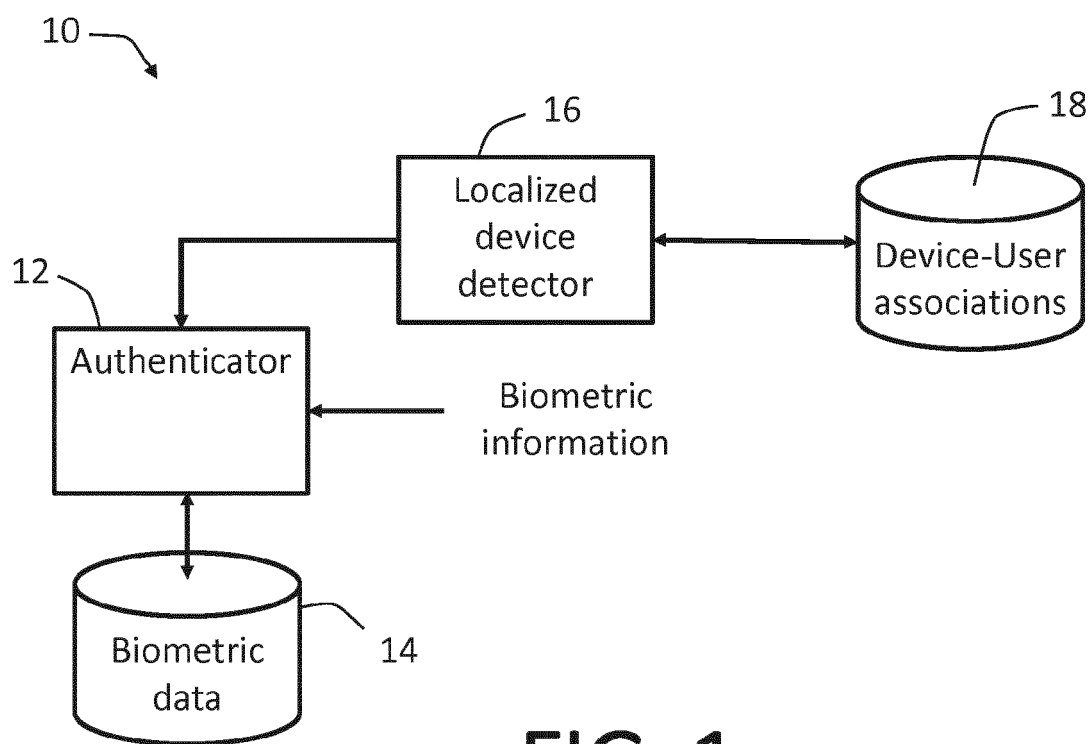 10
16
18
Localized
device
detector
Device-User
associations
12
Authenticator
Biometric
information
Biometric
data
14
FIG. 1